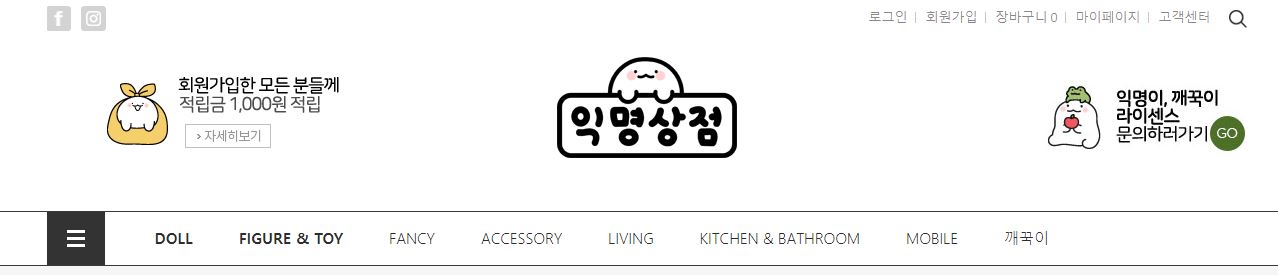 로그인 | 회원가입 | 장바구니 0 | 마이페이지 | 고객센터
회원가입한 모든 분들께
적립금 1,000원 적립
> 자세히보기
익명상점
익명이, 깨꾹이
라이센스
문의하러가기 GO
DOLL FIGURE & TOY FANCY ACCESSORY LIVING KITCHEN & BATHROOM MOBILE 깨꾹이